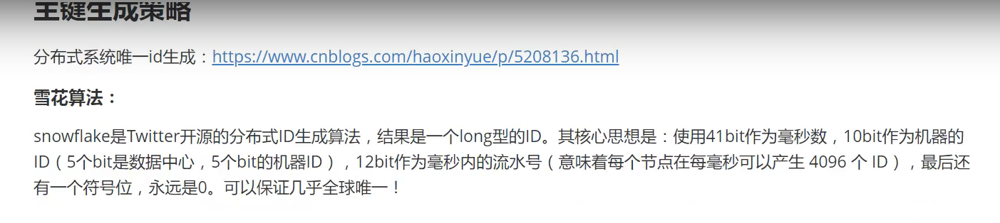 主键生成策略
分布式系统唯一id生成：https://www.cnblogs.com/haoxinyue/p/5208136.html
雪花算法：
snowflake是Twitter开源的分布式ID生成算法，结果是一个long型的ID。其核心思想是：使用41bit作为毫秒数，10bit作为机器的
ID（5个bit是数据中心，5个bit的机器ID），12bit作为毫秒内的流水号（意味着每个节点在每毫秒可以产生 4096 个 ID），最后还
有一个符号位，永远是0。可以保证几乎全球唯一！